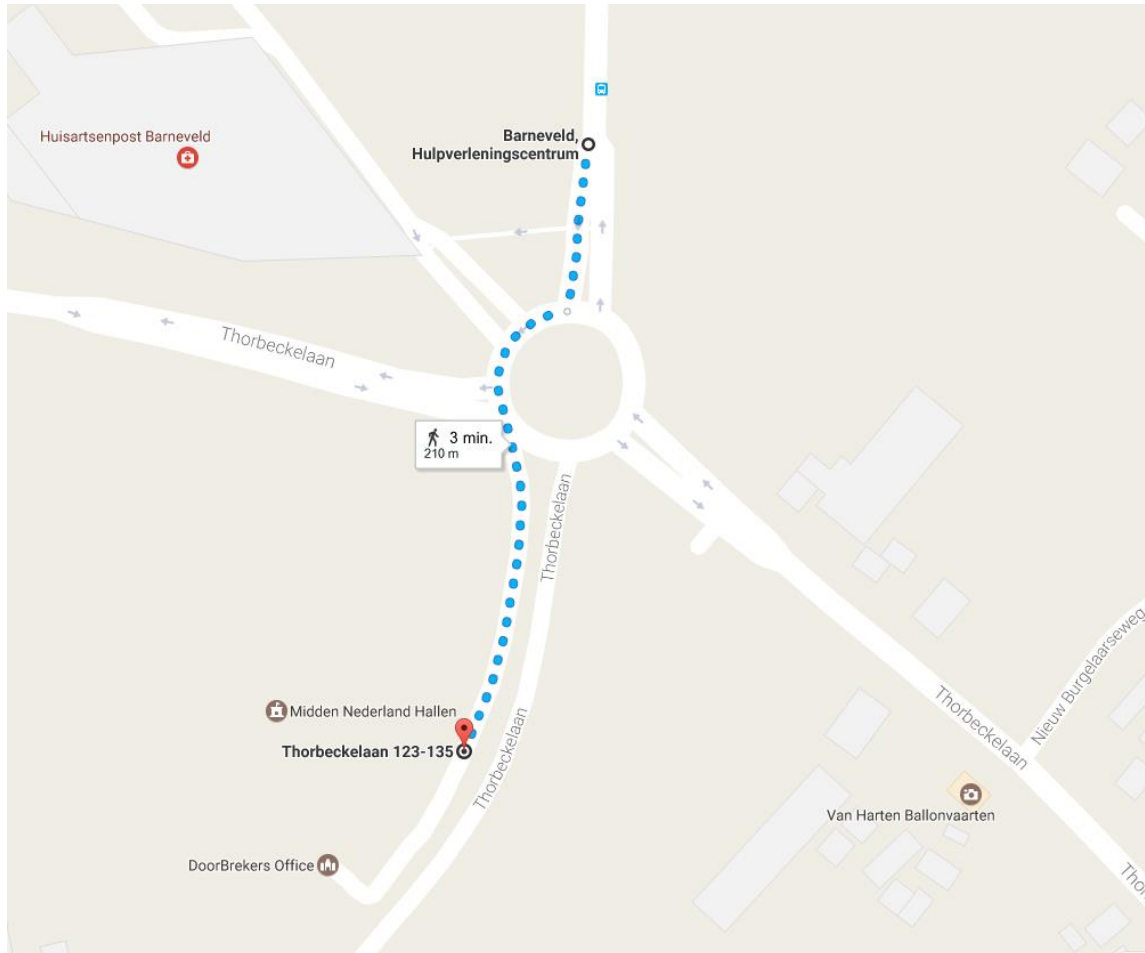 Barneveld,
Hulpverleningscentrum
Huisartsenpost Barneveld
Thorbeckelaan
3 min.
210 m
Thorbeckelaan
Midden Nederland Hallen
Thorbeckelaan 123-135
Thorbeckelaan
Thorbeckelaan
Nieuw Burgelaarseweg
Van Harten Ballonvaarten
DoorBrekers Office
Tho